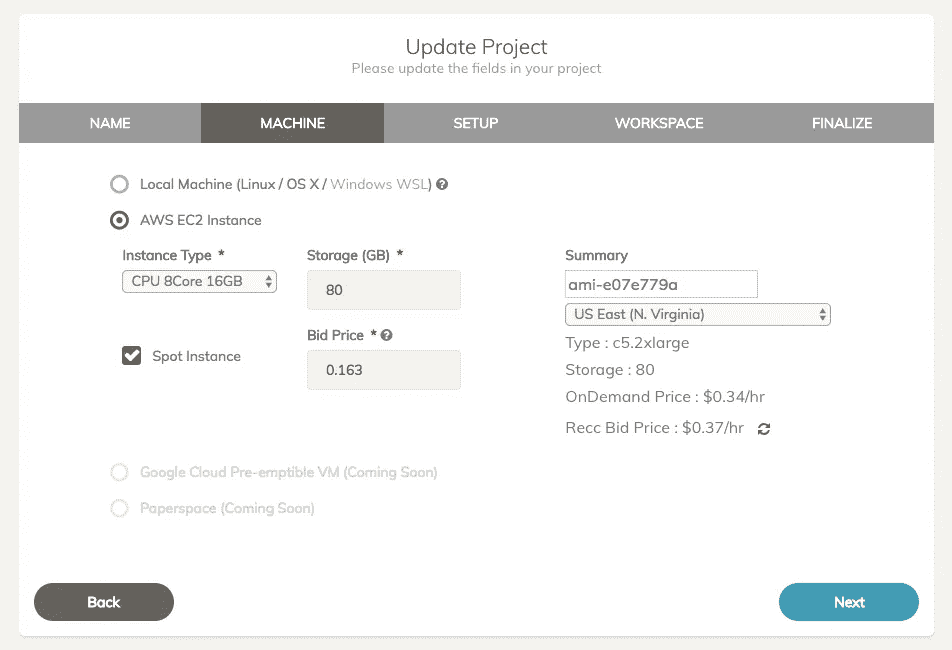 Update Project
Please update the fields in your project
NAME
MACHINE
SETUP
WORKSPACE
FINALIZE
Local Machine (Linux / OS X / Windows WSL) ?
AWS EC2 Instance
Instance Type *
CPU 8Core 16GB
Storage (GB) *
80
Spot Instance
Bid Price * ?
0.163
Summary
ami-e07e779a
US East (N. Virginia)
Type : c5.2xlarge
Storage : 80
OnDemand Price : $0.34/hr
Recc Bid Price : $0.37/hr
Google Cloud Pre-emptible VM (Coming Soon)
Paperspace (Coming Soon)
Back
Next